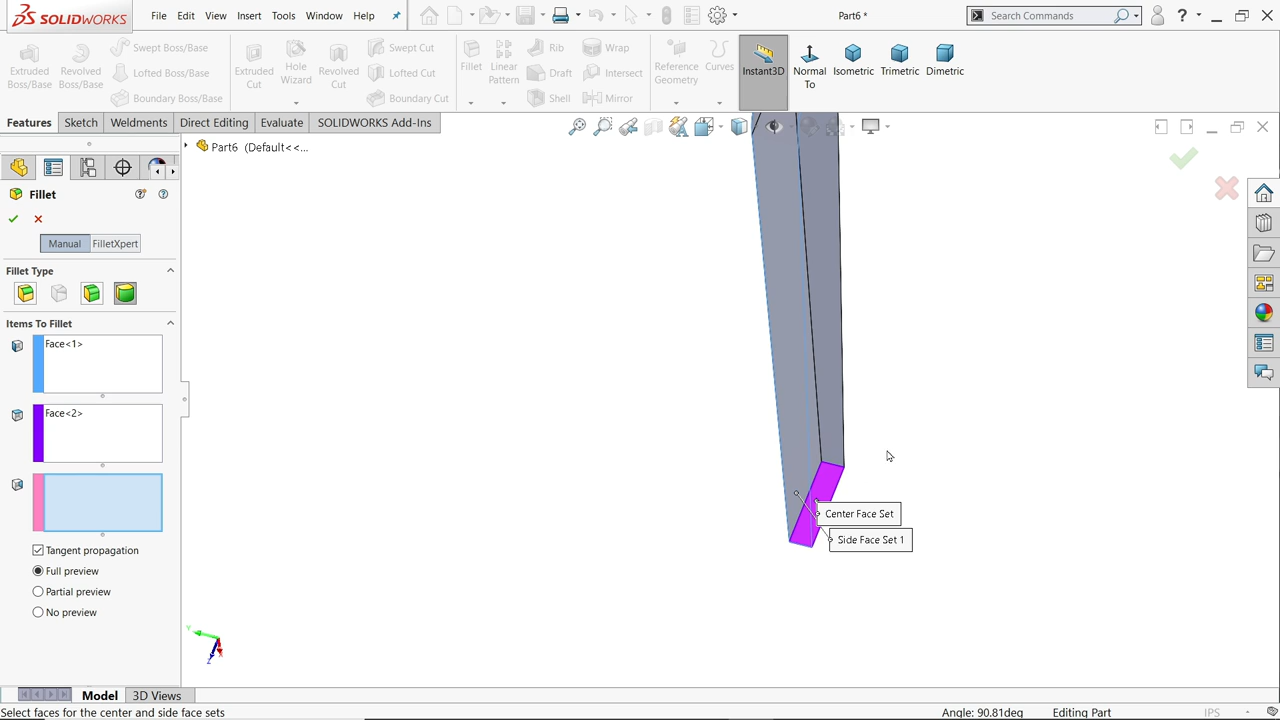 SOLIDWORKS
File Edit View Insert Tools Window Help
Part6 *
Search Commands
?
Extruded Boss/Base
Revolved Boss/Base
Swept Boss/Base
Lofted Boss/Base
Boundary Boss/Base
Extruded Cut
Hole Wizard
Revolved Cut
Swept Cut
Lofted Cut
Boundary Cut
Fillet
Linear Pattern
Rib
Draft
Shell
Wrap
Intersect
Mirror
Reference Geometry
Curves
Instant3D
Normal To
Isometric
Trimetric
Dimetric
Features Sketch Weldments Direct Editing Evaluate SOLIDWORKS Add-Ins
Part6 (Default<<...
Fillet
Manual FilletXpert
Fillet Type
Items To Fillet
Face<1>
Face<2>
Tangent propagation
Full preview
Partial preview
No preview
Center Face Set
Side Face Set 1
Y
Z
Model 3D Views
Select faces for the center and side face sets
Angle: 90.81deg Editing Part IPS